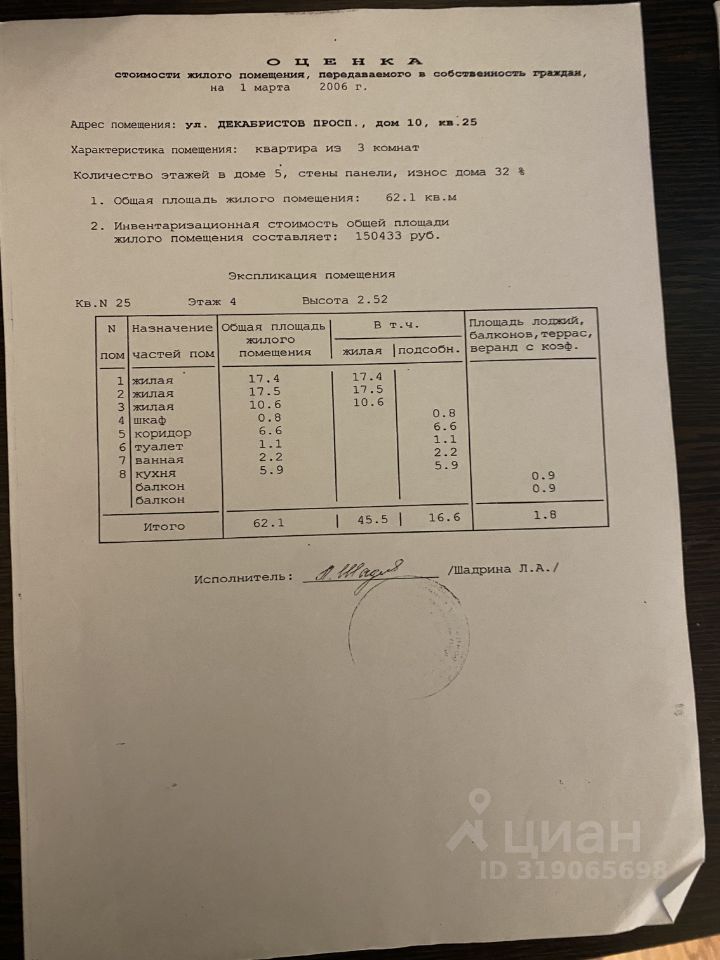 О Ц Е Н К А
стоимости жилого помещения, передаваемого в собственность граждан,
на 1 марта 2006 г.
Адрес помещения: ул. ДЕКАБРИСТОВ ПРОСП., дом 10, кв.25
Характеристика помещения: квартира из 3 комнат
Количество этажей в доме 5, стены панели, износ дома 32 %
1. Общая площадь жилого помещения: 62.1 кв.м
2. Инвентаризационная стоимость общей площади
жилого помещения составляет: 150433 руб.
Экспликация помещения
Кв.N 25 Этаж 4 Высота 2.52
N пом Назначение частей пом Общая площадь жилого помещения В т.ч. жилая подсобн. Площадь лоджий, балконов,террас, веранд с коэф.
1 жилая 17.4 17.4
2 жилая 17.5 17.5
3 жилая 10.6 10.6
4 шкаф 0.8 0.8
5 коридор 6.6 6.6
6 туалет 1.1 1.1
7 ванная 2.2 2.2
8 кухня 5.9 5.9
балкон 0.9
балкон 0.9
Итого 62.1 45.5 16.6 1.8
Исполнитель: /Шадрина Л.А./
циан
ID 319065698